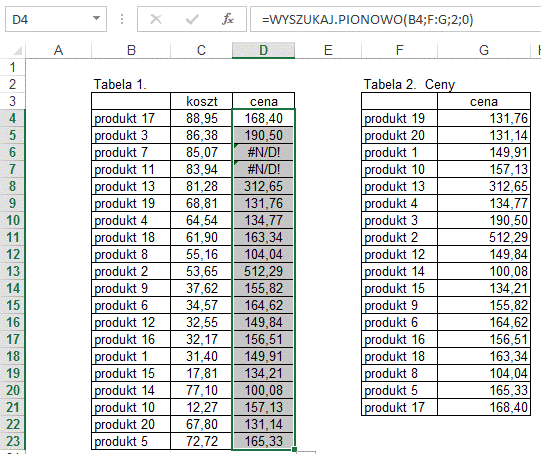 D4 =WYSZUKAJ.PIONOWO(B4;F:G;2;0)
A B C D E F G H
1
2 Tabela 1. Tabela 2. Ceny
3 koszt cena cena
4 produkt 17 88,95 168,40 produkt 19 131,76
5 produkt 3 86,38 190,50 produkt 20 131,14
6 produkt 7 85,07 #N/D! produkt 1 149,91
7 produkt 11 83,94 #N/D! produkt 10 157,13
8 produkt 13 81,28 312,65 produkt 13 312,65
9 produkt 19 68,81 131,76 produkt 4 134,77
10 produkt 4 64,54 134,77 produkt 3 190,50
11 produkt 18 61,90 163,34 produkt 2 512,29
12 produkt 8 55,16 104,04 produkt 12 149,84
13 produkt 2 53,65 512,29 produkt 14 100,08
14 produkt 9 37,62 155,82 produkt 15 134,21
15 produkt 6 34,57 164,62 produkt 9 155,82
16 produkt 12 32,55 149,84 produkt 6 164,62
17 produkt 16 32,17 156,51 produkt 16 156,51
18 produkt 1 31,40 149,91 produkt 18 163,34
19 produkt 15 17,81 134,21 produkt 8 104,04
20 produkt 14 77,10 100,08 produkt 5 165,33
21 produkt 10 12,27 157,13 produkt 17 168,40
22 produkt 20 67,80 131,14
23 produkt 5 72,72 165,33